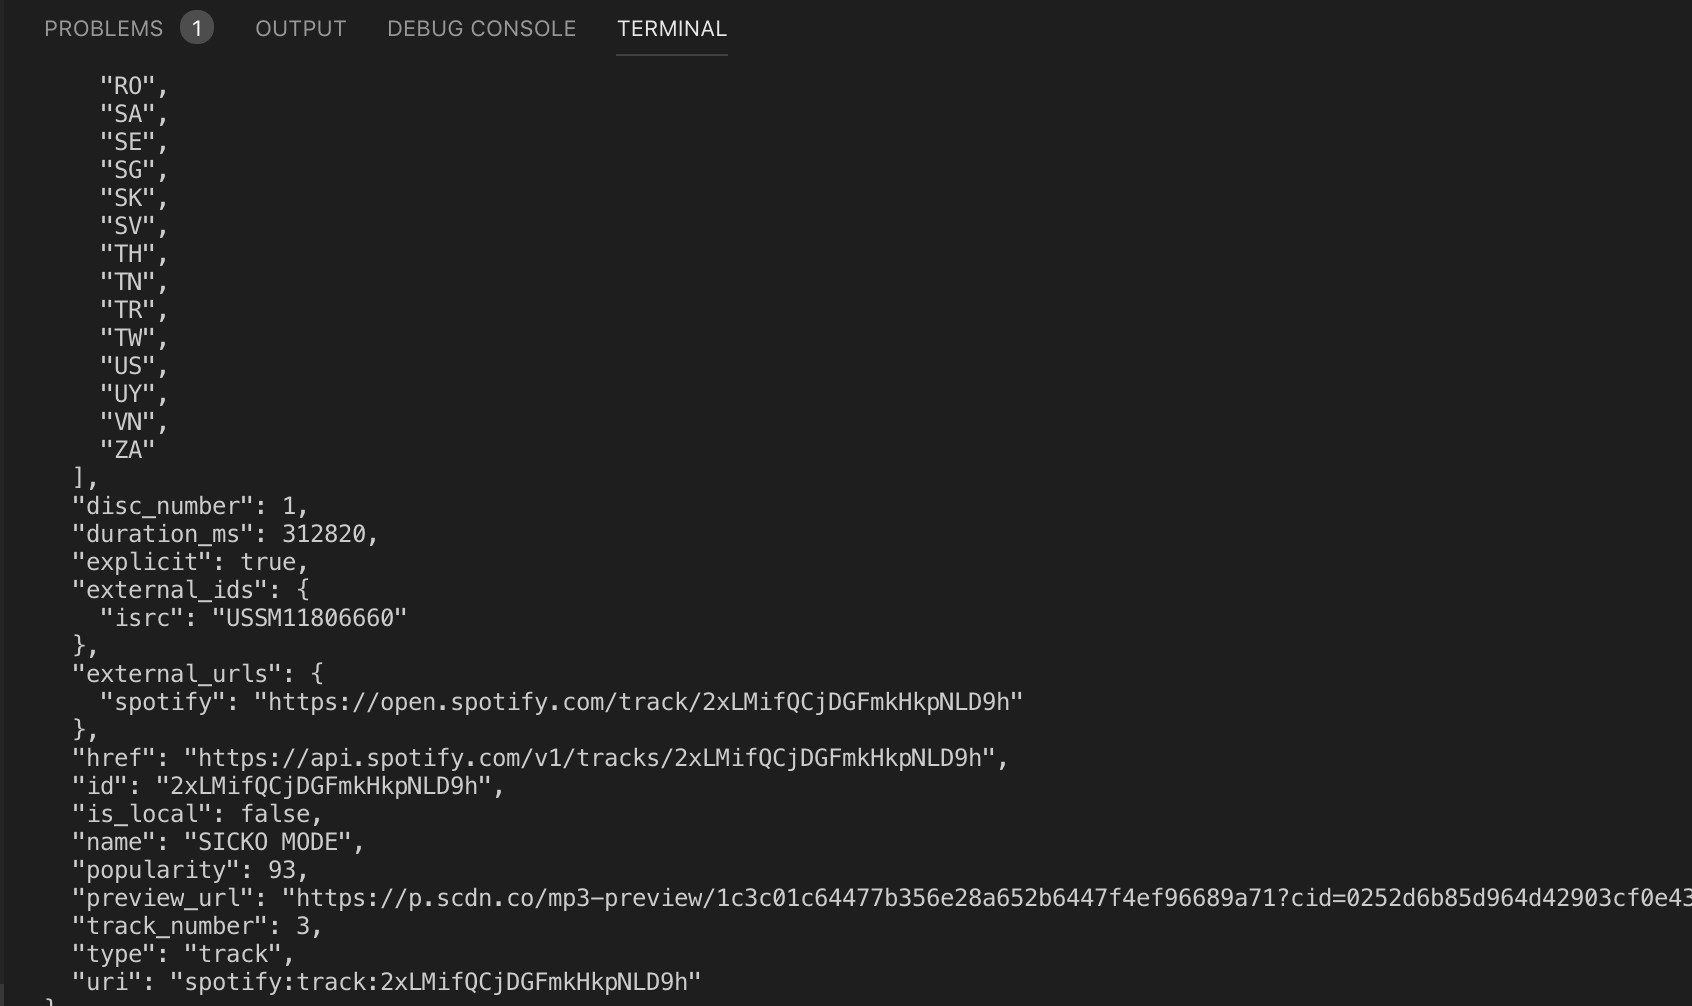 PROBLEMS 1 OUTPUT DEBUG CONSOLE TERMINAL
"RO",
"SA",
"SE",
"SG",
"SK",
"SV",
"TH",
"TN",
"TR",
"TW",
"US",
"UY",
"VN",
"ZA"
],
"disc_number": 1,
"duration_ms": 312820,
"explicit": true,
"external_ids": {
"isrc": "USSM11806660"
},
"external_urls": {
"spotify": "https://open.spotify.com/track/2xLMifQCjDGFmkHkpNLD9h"
},
"href": "https://api.spotify.com/v1/tracks/2xLMifQCjDGFmkHkpNLD9h",
"id": "2xLMifQCjDGFmkHkpNLD9h",
"is_local": false,
"name": "SICKO MODE",
"popularity": 93,
"preview_url": "https://p.scdn.co/mp3-preview/1c3c01c64477b356e28a652b6447f4ef96689a71?cid=0252d6b85d964d42903cf0e43
"track_number": 3,
"type": "track",
"uri": "spotify:track:2xLMifQCjDGFmkHkpNLD9h"
}